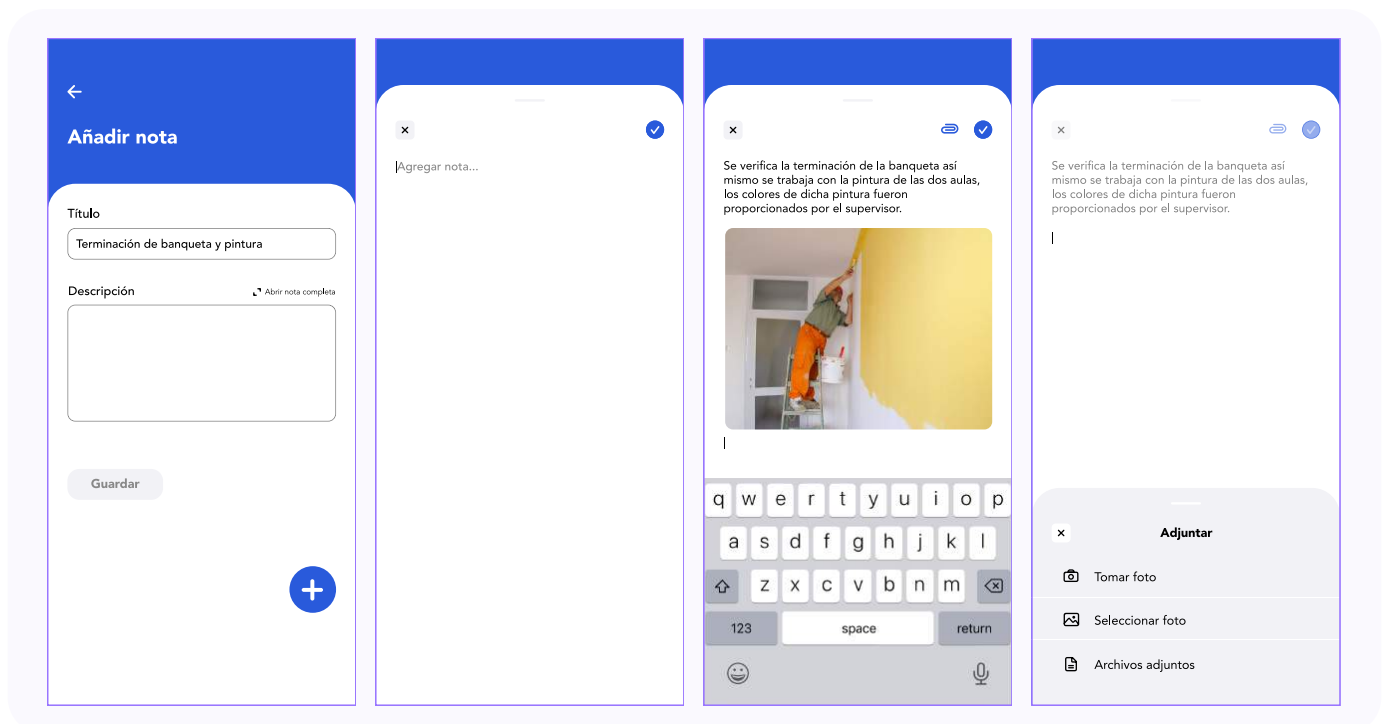 Añadir nota
Título
Terminación de banqueta y pintura
Descripción
Abrir nota completa
Guardar
Agregar nota...
Se verifica la terminación de la banqueta así
mismo se trabaja con la pintura de las dos aulas,
los colores de dicha pintura fueron
proporcionados por el supervisor.
q w e r t y u i o p
a s d f g h j k l
z x c v b n m
123 space return
Se verifica la terminación de la banqueta así
mismo se trabaja con la pintura de las dos aulas,
los colores de dicha pintura fueron
proporcionados por el supervisor.
Adjuntar
Tomar foto
Seleccionar foto
Archivos adjuntos